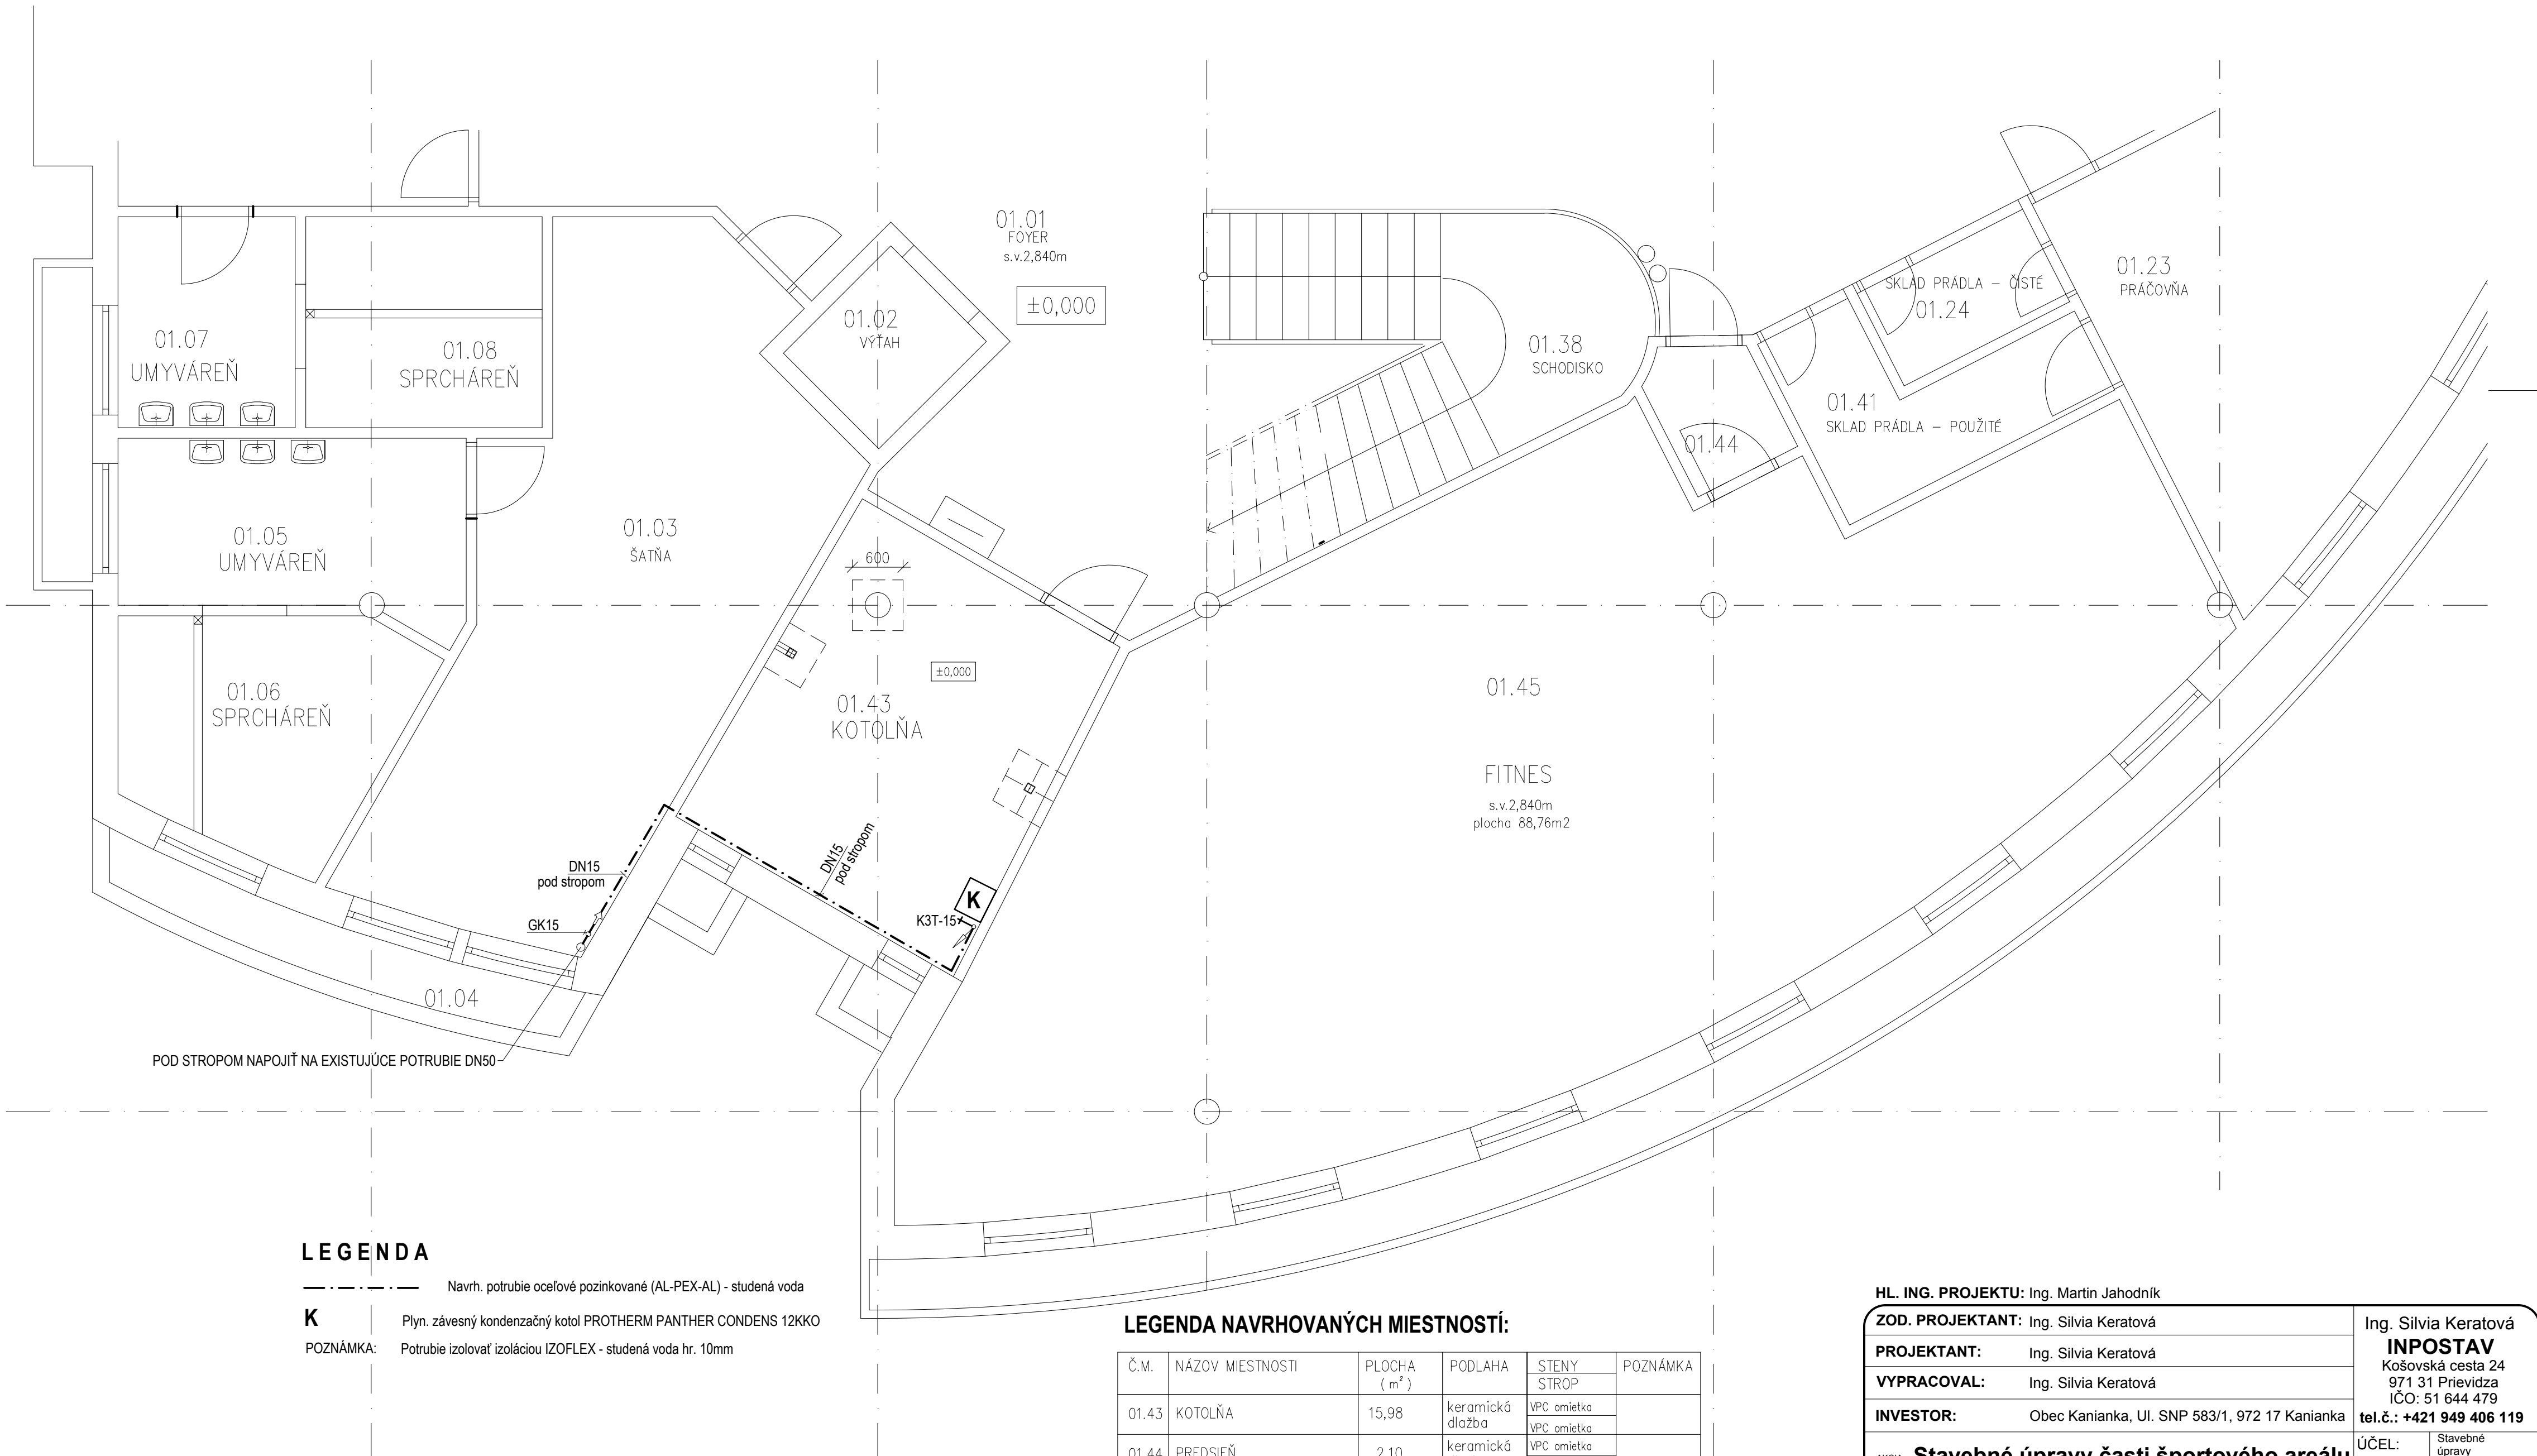 01.01
FOYER
s.v.2,840m
±0,000
01.02
VÝŤAH
01.07
UMYVÁREŇ
01.08
SPRCHÁREŇ
01.05
UMYVÁREŇ
01.03
ŠATŇA
01.06
SPRCHÁREŇ
600
±0,000
01.43
KOTOLŇA
01.38
SCHODISKO
SKLAD PRÁDLA – ČISTÉ
01.24
01.23
PRÁČOVŇA
01.41
SKLAD PRÁDLA – POUŽITÉ
01.44
01.45
FITNES
s.v.2,840m
plocha 88,76m2
DN15
pod stropom
GK15
DN15
pod stropom
K
K3T-15
01.04
POD STROPOM NAPOJIŤ NA EXISTUJÚCE POTRUBIE DN50
LEGENDA
Navrh. potrubie oceľové pozinkované (AL-PEX-AL) - studená voda
K Plyn. závesný kondenzačný kotol PROTHERM PANTHER CONDENS 12KKO
POZNÁMKA: Potrubie izolovať izoláciou IZOFLEX - studená voda hr. 10mm
LEGENDA NAVRHOVANÝCH MIESTNOSTÍ:
Č.M. NÁZOV MIESTNOSTI PLOCHA (m²) PODLAHA STENY STROP POZNÁMKA
01.43 KOTOLŇA 15,98 keramická dlažba VPC omietka VPC omietka
01.44 PREDSIEŇ 2,10 keramická VPC omietka
HL. ING. PROJEKTU: Ing. Martin Jahodník
ZOD. PROJEKTANT: Ing. Silvia Keratová
PROJEKTANT: Ing. Silvia Keratová
VYPRACOVAL: Ing. Silvia Keratová
INVESTOR: Obec Kanianka, Ul. SNP 583/1, 972 17 Kanianka
Ing. Silvia Keratová
INPOSTAV
Košovská cesta 24
971 31 Prievidza
IČO: 51 644 479
tel.č.: +421 949 406 119
Stavebné úpravy časti športového areálu
ÚČEL: Stavebné úpravy